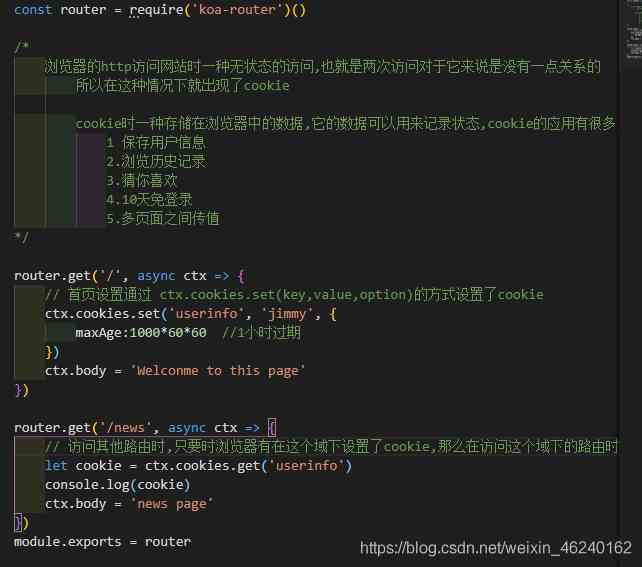 const router = require('koa-router')()
/*
浏览器的http访问网站时一种无状态的访问,也就是两次访问对于它来说是没有一点关系的
所以在这种情况下就出现了cookie
cookie时一种存储在浏览器中的数据,它的数据可以用来记录状态,cookie的应用有很多
1 保存用户信息
2.浏览历史记录
3.猜你喜欢
4.10天免登录
5.多页面之间传值
*/
router.get('/', async ctx => {
// 首页设置通过 ctx.cookies.set(key,value,option)的方式设置了cookie
ctx.cookies.set('userinfo', 'jimmy', {
maxAge:1000*60*60  //1小时过期
})
ctx.body = 'Welconme to this page'
})
router.get('/news', async ctx => {
// 访问其他路由时,只要时浏览器有在这个域下设置了cookie,那么在访问这个域下的路由时
let cookie = ctx.cookies.get('userinfo')
console.log(cookie)
ctx.body = 'news page'
})
module.exports = router
https://blog.csdn.net/weixin_46240162